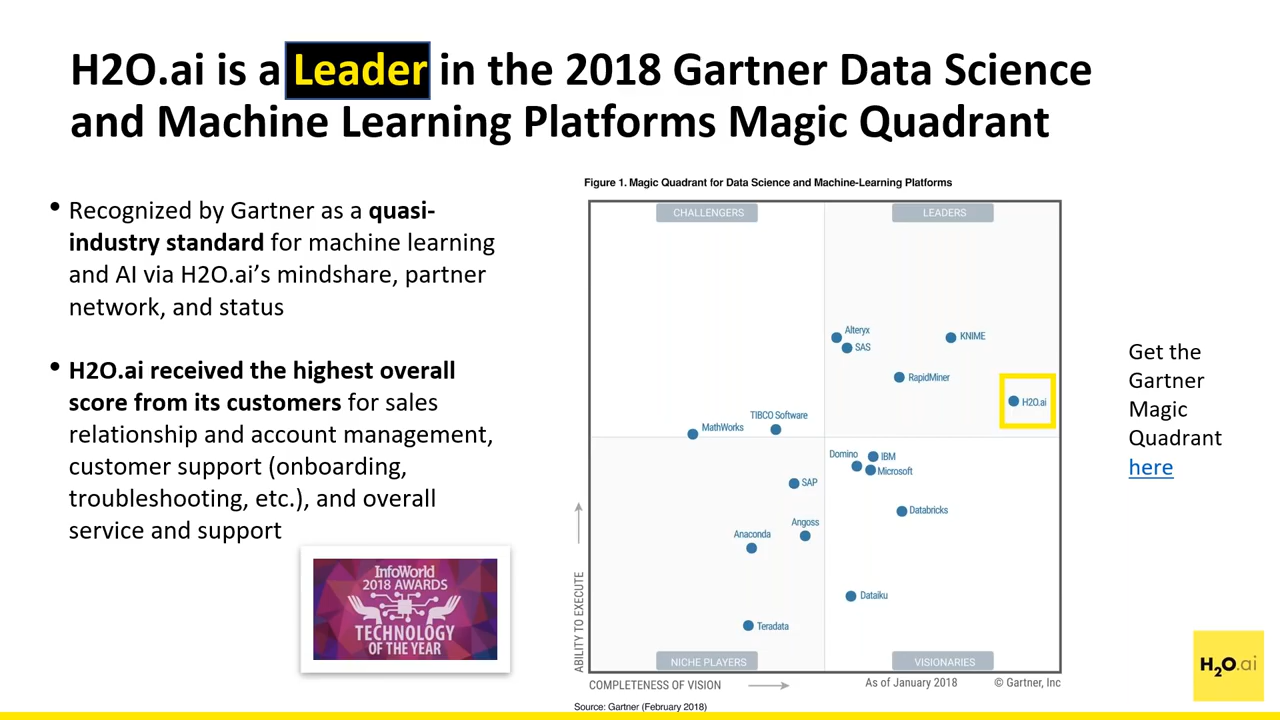 H2O.ai is a Leader in the 2018 Gartner Data Science
and Machine Learning Platforms Magic Quadrant
• Recognized by Gartner as a quasi-
industry standard for machine learning
and AI via H2O.ai's mindshare, partner
network, and status
• H2O.ai received the highest overall
score from its customers for sales
relationship and account management,
customer support (onboarding,
troubleshooting, etc.), and overall
service and support
InfoWorld
2018 AWARDS
TECHNOLOGY
OF THE YEAR
Figure 1. Magic Quadrant for Data Science and Machine-Learning Platforms
CHALLENGERS
LEADERS
Alteryx
KNIME
SAS
RapidMiner
H2O.ai
TIBCO Software
MathWorks
Domino
IBM
Microsoft
SAP
Databricks
Angoss
Anaconda
Dataiku
Teradata
NICHE PLAYERS
VISIONARIES
ABILITY TO EXECUTE
COMPLETENESS OF VISION
As of January 2018
© Gartner, Inc
Source: Gartner (February 2018)
Get the
Gartner
Magic
Quadrant
here
H2O.ai